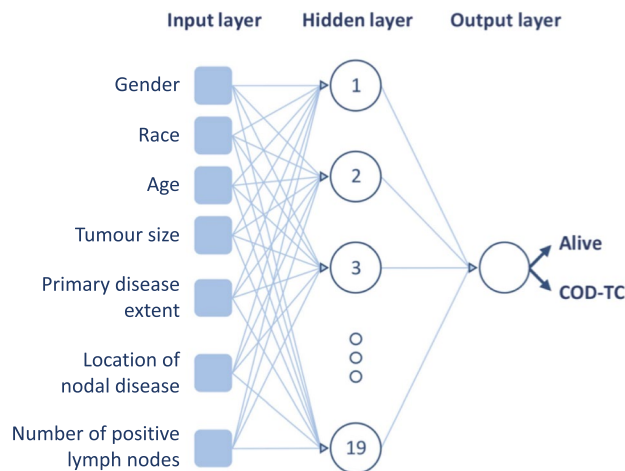 Input layer Hidden layer Output layer
Gender
1
Race
2
Age
Tumour size
3
Alive
Primary disease
extent
COD-TC
Location of
nodal disease
Number of positive
lymph nodes
19